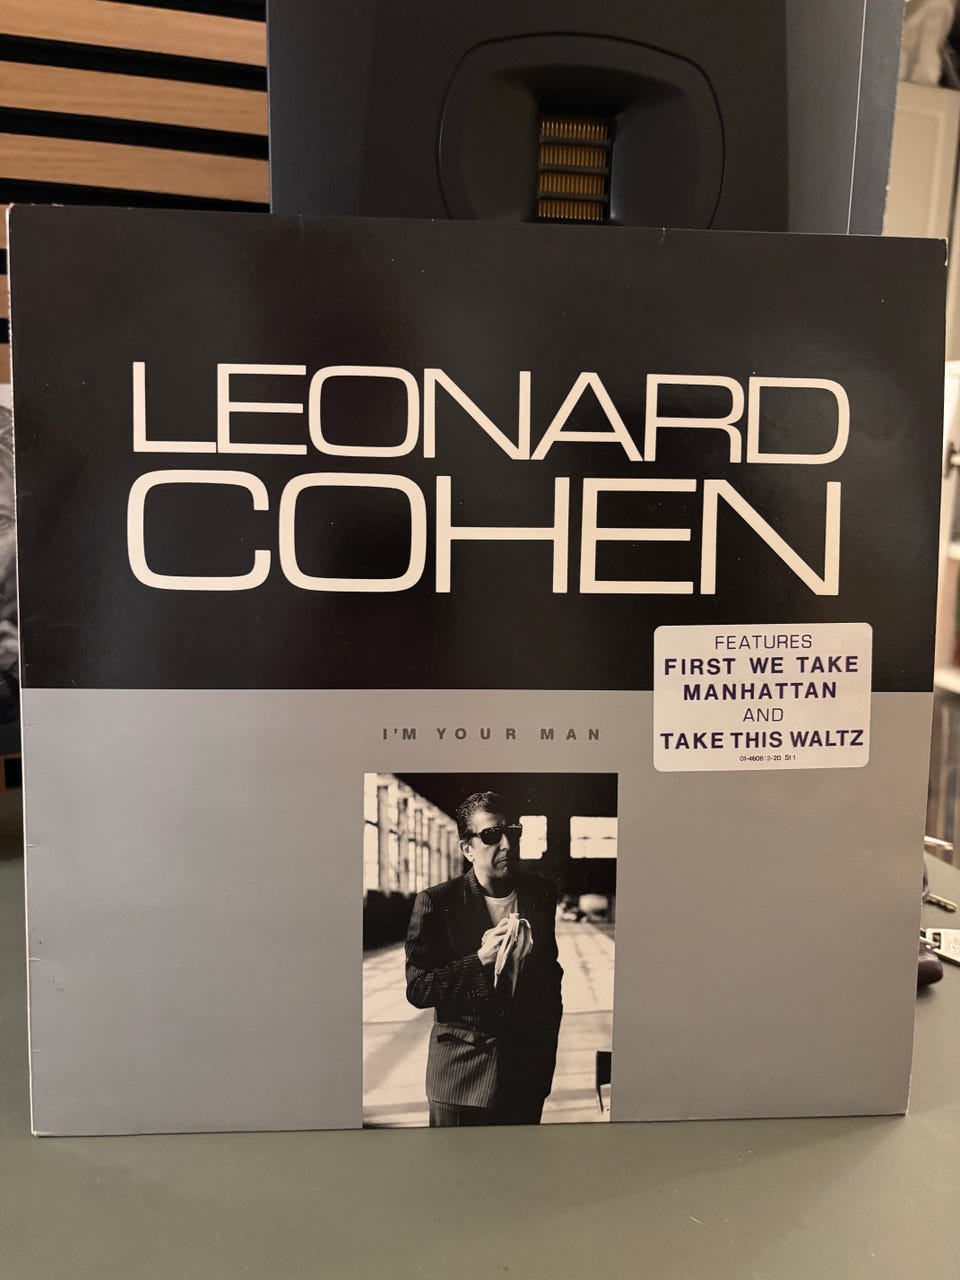 LEONARD
COHEN
FEATURES
FIRST WE TAKE
MANHATTAN
AND
TAKE THIS WALTZ
I'M YOUR MAN